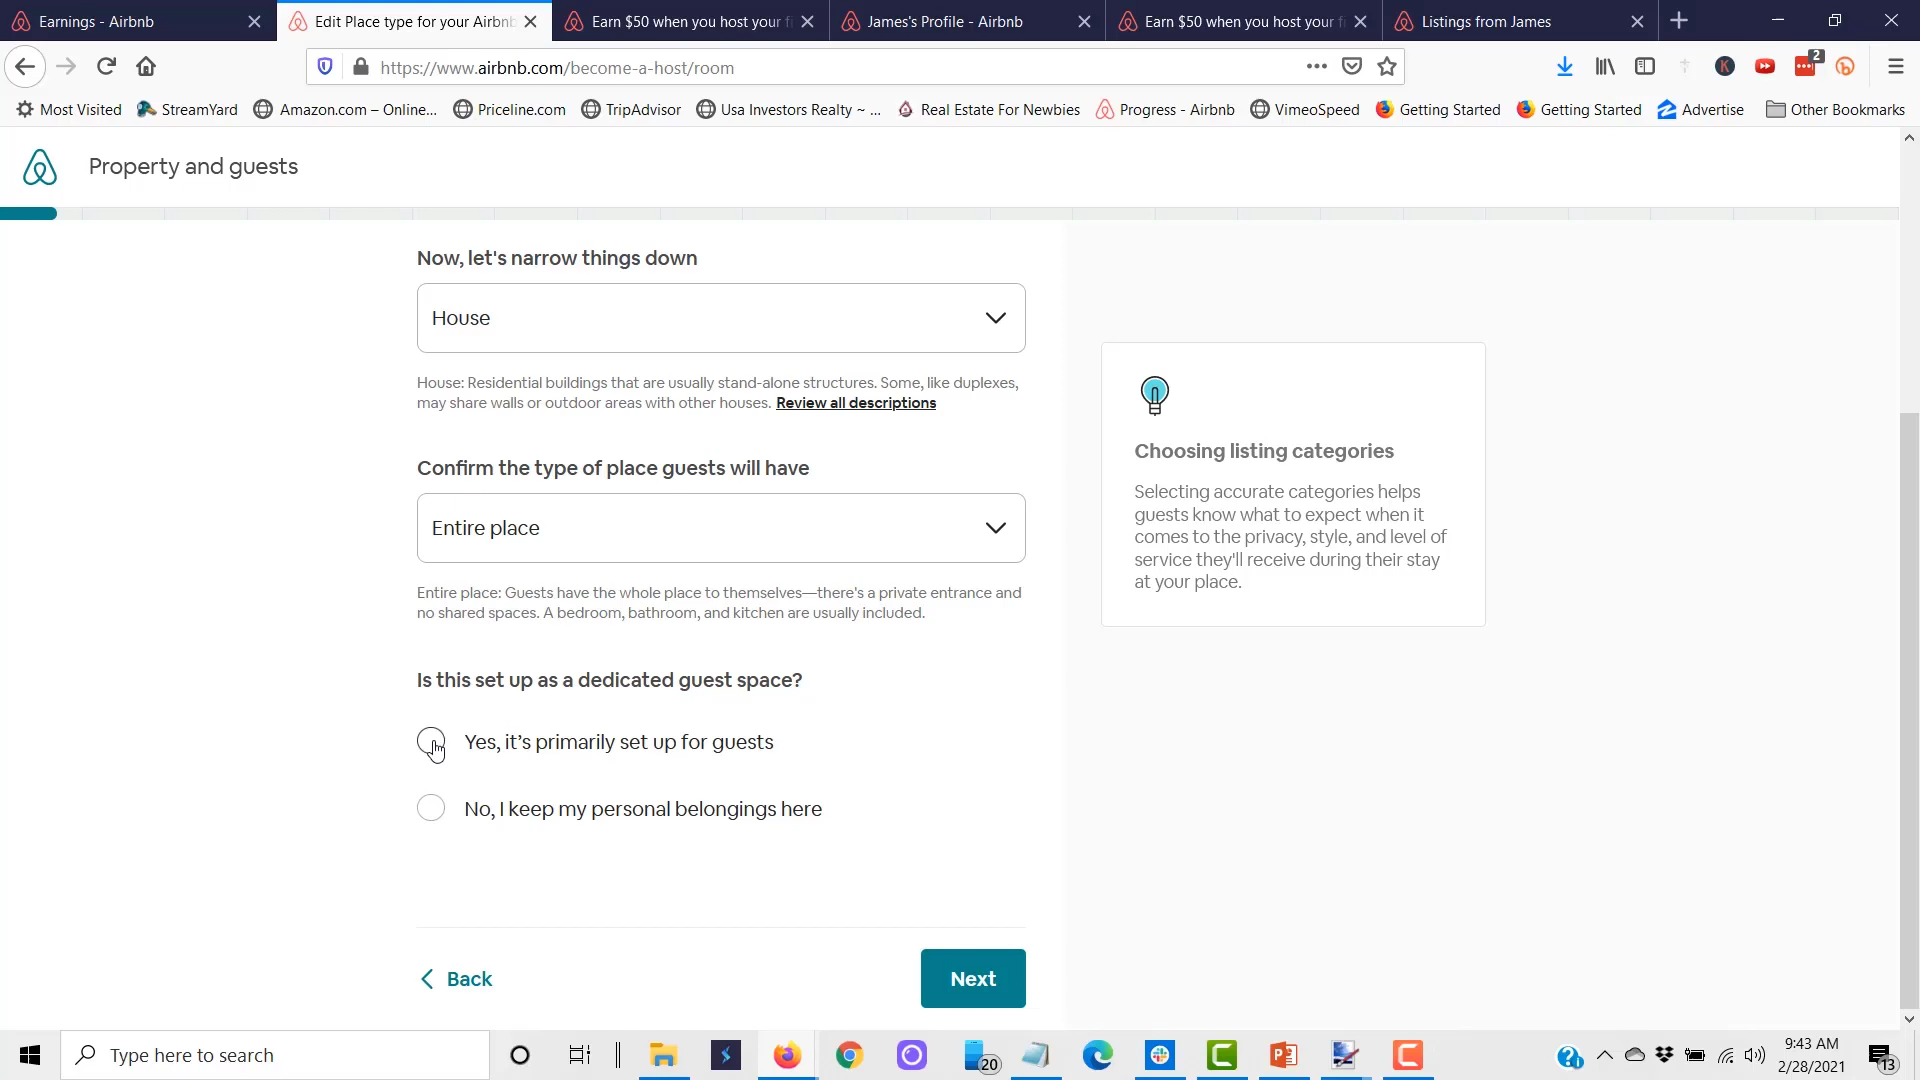 Earnings - Airbnb
Edit Place type for your Airbnb
Earn $50 when you host your f
James's Profile - Airbnb
Earn $50 when you host your f
Listings from James
https://www.airbnb.com/become-a-host/room
2
Most Visited
StreamYard
Amazon.com – Online...
Priceline.com
TripAdvisor
Usa Investors Realty ~ ...
Real Estate For Newbies
Progress - Airbnb
VimeoSpeed
Getting Started
Getting Started
Advertise
Other Bookmarks
Property and guests
Now, let's narrow things down
House
House: Residential buildings that are usually stand-alone structures. Some, like duplexes,
may share walls or outdoor areas with other houses. Review all descriptions
Confirm the type of place guests will have
Entire place
Entire place: Guests have the whole place to themselves—there's a private entrance and
no shared spaces. A bedroom, bathroom, and kitchen are usually included.
Is this set up as a dedicated guest space?
Yes, it's primarily set up for guests
No, I keep my personal belongings here
Back
Next
Choosing listing categories
Selecting accurate categories helps
guests know what to expect when it
comes to the privacy, style, and level of
service they'll receive during their stay
at your place.
Type here to search
20
9:43 AM
2/28/2021
13